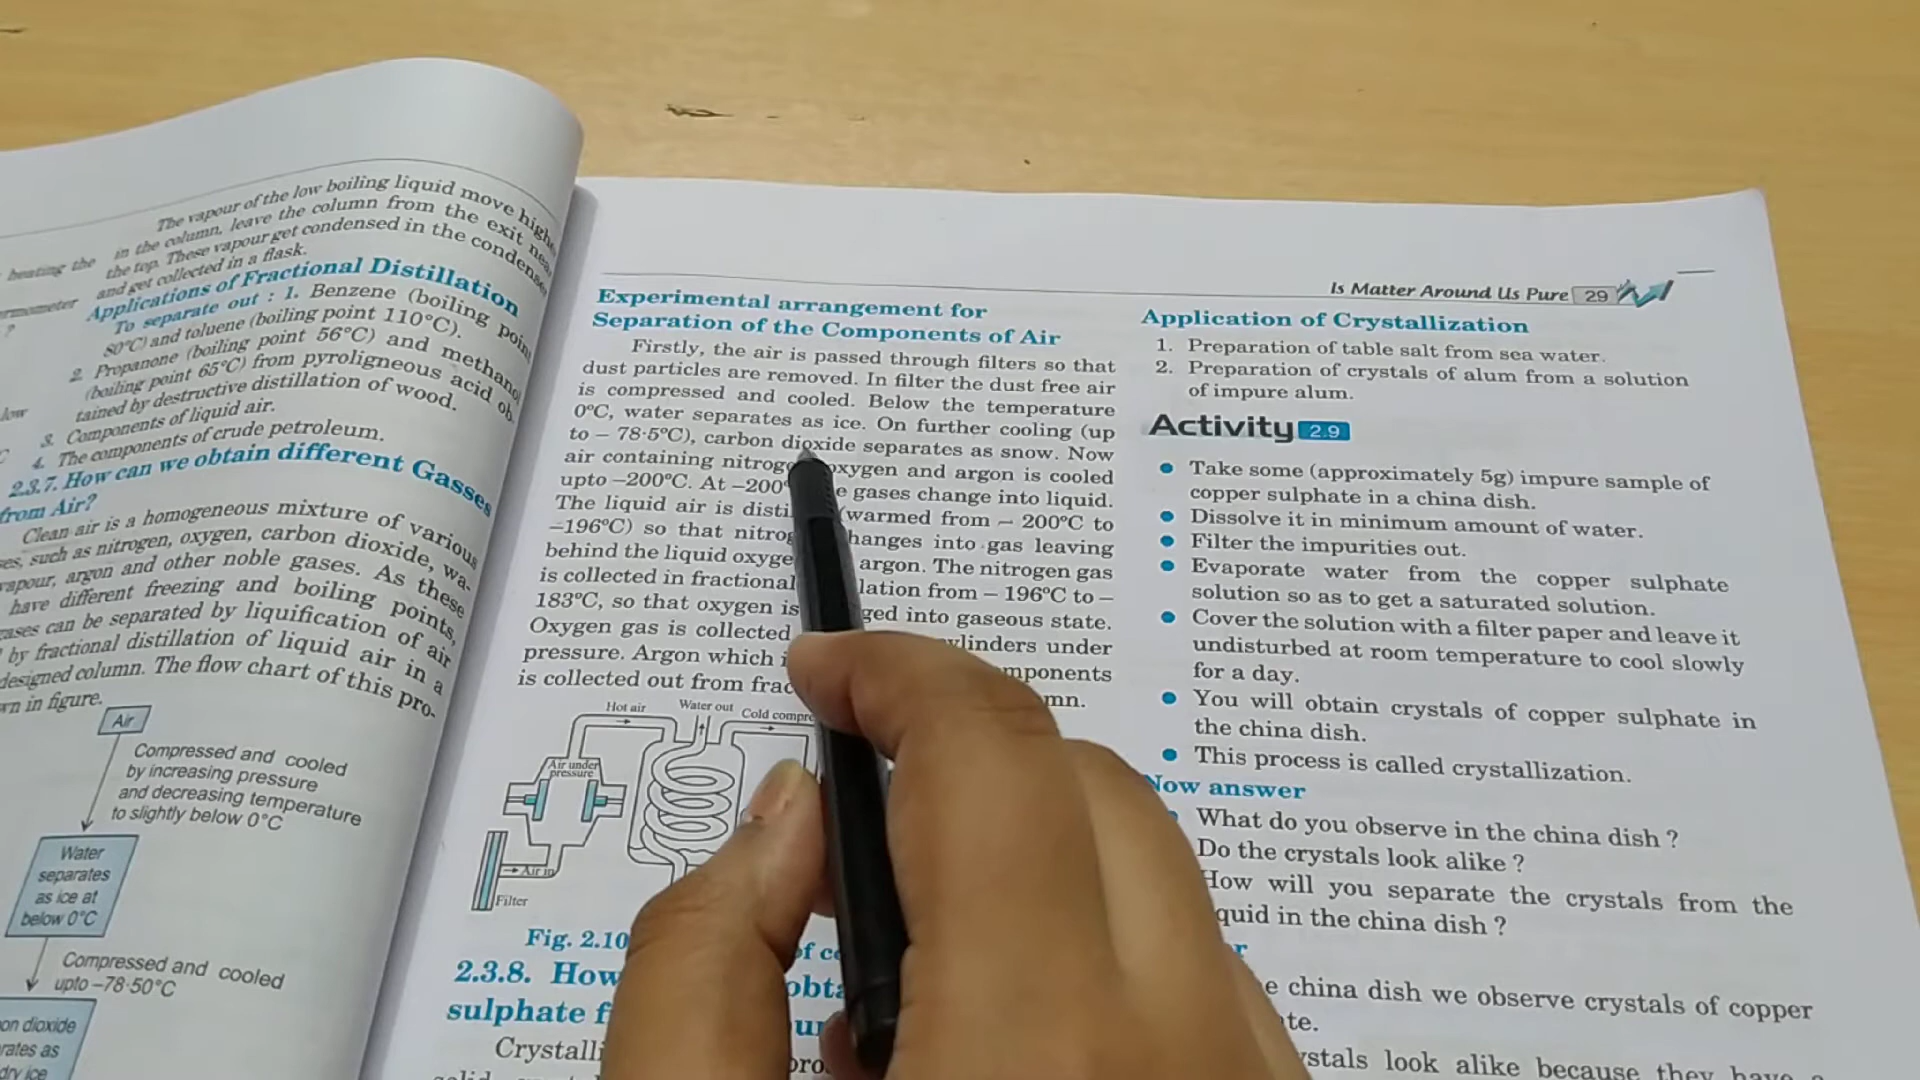 The vapour of the low boiling liquid move
in the column, leave the column from the exit
the top. These vapour get condensed in the
and get collected in a flask.
Applications of Fractional Distillation
To separate out : 1. Benzene (boiling
80°C) and toluene (boiling point 110°C).
2. Propanone (boiling point 56°C) and
(boiling point 65°C) from pyroligneous acid ob-
tained by destructive distillation of wood.
3. Components of liquid air.
4. The components of crude petroleum.
2.3.7. How can we obtain different Gasses
from Air?
Clean air is a homogeneous mixture of various
such as nitrogen, oxygen, carbon dioxide, wa-
argon and other noble gases. As these
have different freezing and boiling points,
can be separated by liquification of air
by fractional distillation of liquid air in a
designed column. The flow chart of this pro-
in figure.
Air
Compressed and cooled
by increasing pressure
and decreasing temperature
to slightly below 0°C
Water
separates
as ice at
below 0°C
Compressed and cooled
upto –78·50°C
dioxide
as
dry ice
heating the
low
Is Matter Around Us Pure 29
Experimental arrangement for
Separation of the Components of Air
Firstly, the air is passed through filters so that
dust particles are removed. In filter the dust free air
is compressed and cooled. Below the temperature
0°C, water separates as ice. On further cooling (up
to – 78·5°C), carbon dioxide separates as snow. Now
air containing oxygen and argon is cooled
upto –200°C. At –200° gases change into liquid.
The liquid air is (warmed from – 200°C to
–196°C) so that into gas leaving
behind the liquid argon. The nitrogen gas
is collected in fractional from – 196°C to –
183°C, so that oxygen is into gaseous state.
Oxygen gas is collected under
pressure. Argon which
is collected out from
Hot air
Water out
Cold
Air under
pressure
Air in
Filter
Fig. 2.10
2.3.8. How
sulphate
Application of Crystallization
1. Preparation of table salt from sea water.
2. Preparation of crystals of alum from a solution
of impure alum.
Activity 2.9
• Take some (approximately 5g) impure sample of
copper sulphate in a china dish.
• Dissolve it in minimum amount of water.
• Filter the impurities out.
• Evaporate water from the copper sulphate
solution so as to get a saturated solution.
• Cover the solution with a filter paper and leave it
undisturbed at room temperature to cool slowly
for a day.
• You will obtain crystals of copper sulphate in
the china dish.
• This process is called crystallization.
Now answer
What do you observe in the china dish ?
Do the crystals look alike ?
How will you separate the crystals from the
in the china dish ?
china dish we observe crystals of copper
look alike because they have